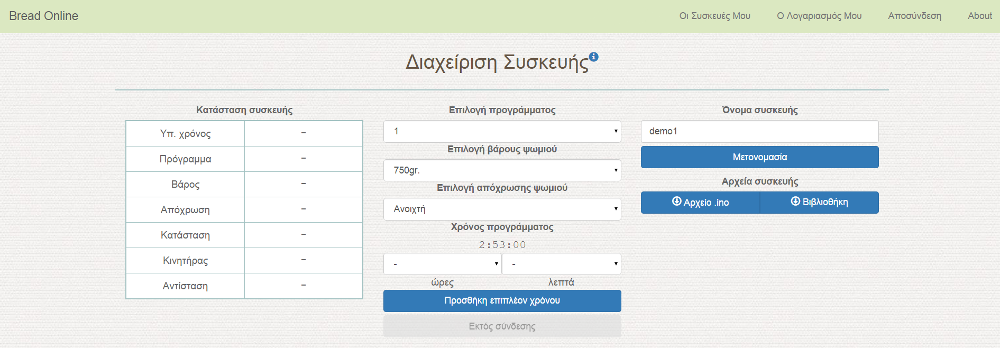 Bread Online
Οι Συσκευές Μου
Ο Λογαριασμός Μου
Αποσύνδεση
About
Διαχείριση Συσκευής
Κατάσταση συσκευής
Υπ. χρόνος –
Πρόγραμμα –
Βάρος –
Απόχρωση –
Κατάσταση –
Κινητήρας –
Αντίσταση –
Επιλογή προγράμματος
1
Επιλογή βάρους ψωμιού
750gr.
Επιλογή απόχρωσης ψωμιού
Ανοιχτή
Χρόνος προγράμματος
2:53:00
- -
ώρες λεπτά
Προσθήκη επιπλέον χρόνου
Εκτός σύνδεσης
Όνομα συσκευής
demo1
Μετονομασία
Αρχεία συσκευής
Αρχείο .ino
Βιβλιοθήκη